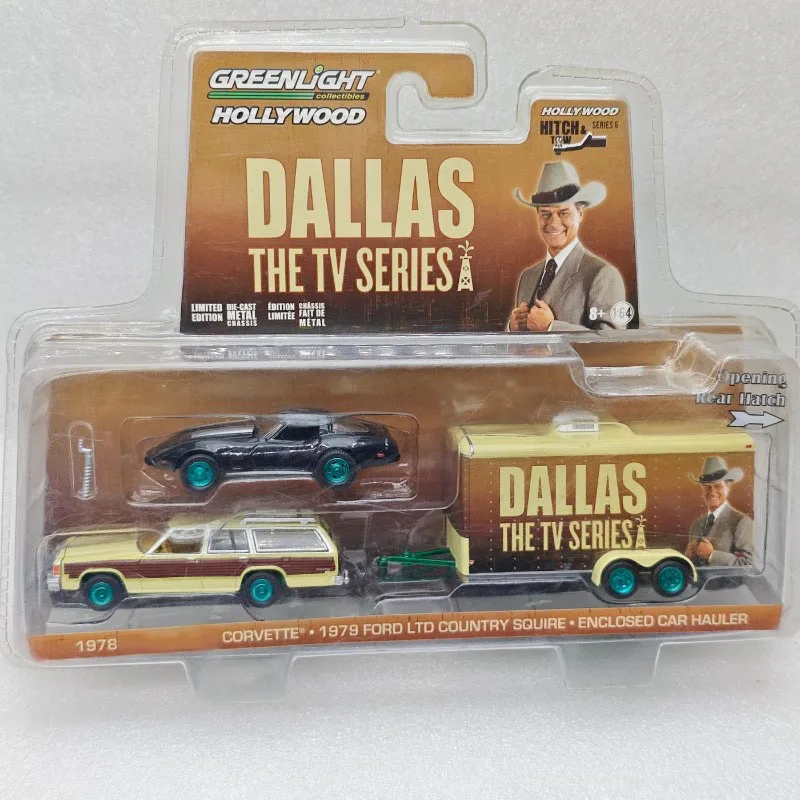 GREENLIGHT
collectibles
HOLLYWOOD
HOLLYWOOD
HITCH & TOW SERIES 6
DALLAS
THE TV SERIES
LIMITED EDITION
DIE-CAST METAL CHASSIS
ÉDITION LIMITÉE
CHÂSSIS FAIT DE MÉTAL
8+ 1:64
Opening
Rear Hatch
DALLAS
THE TV SERIES
1978 CORVETTE • 1979 FORD LTD COUNTRY SQUIRE • ENCLOSED CAR HAULER